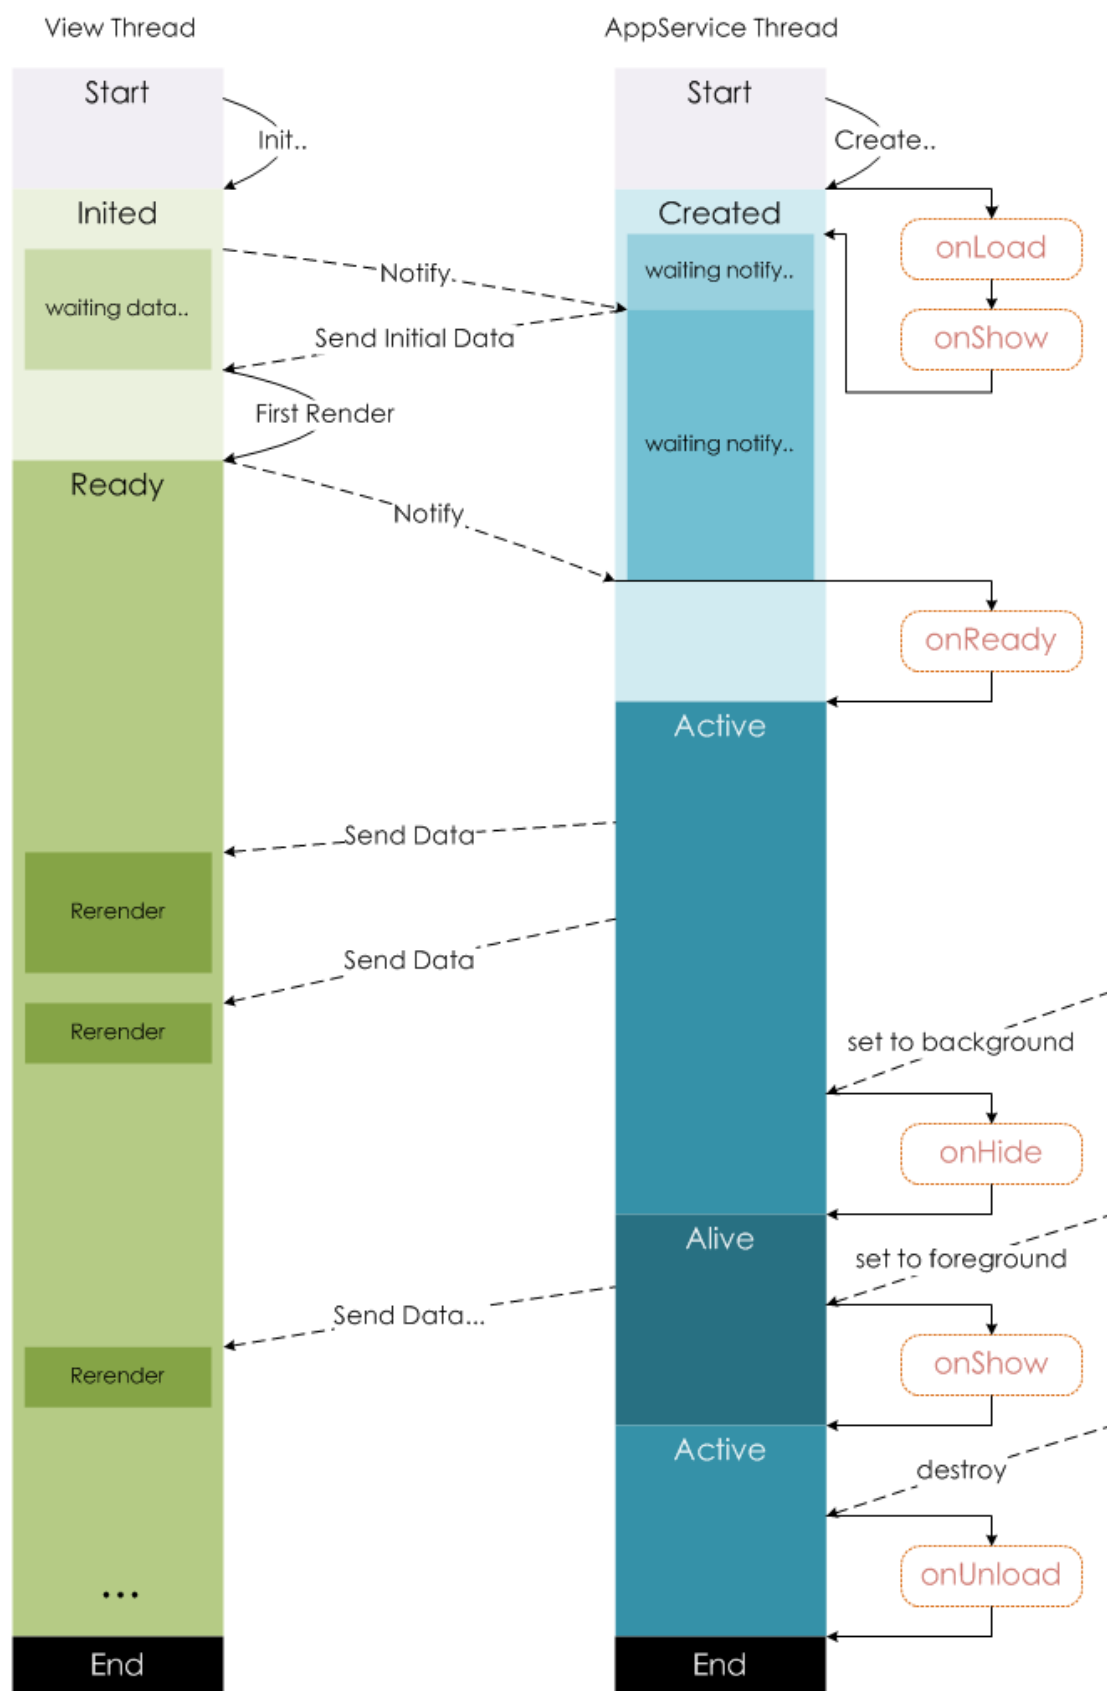 View Thread
AppService Thread
Start
Start
Init..
Create..
Inited
Created
onLoad
waiting notify..
Notify
waiting data..
Send Initial Data
onShow
First Render
waiting notify..
Ready
Notify
onReady
Active
Send Data
Rerender
Send Data
Rerender
set to background
onHide
Alive
set to foreground
Send Data...
onShow
Rerender
Active
destroy
onUnload
...
End
End